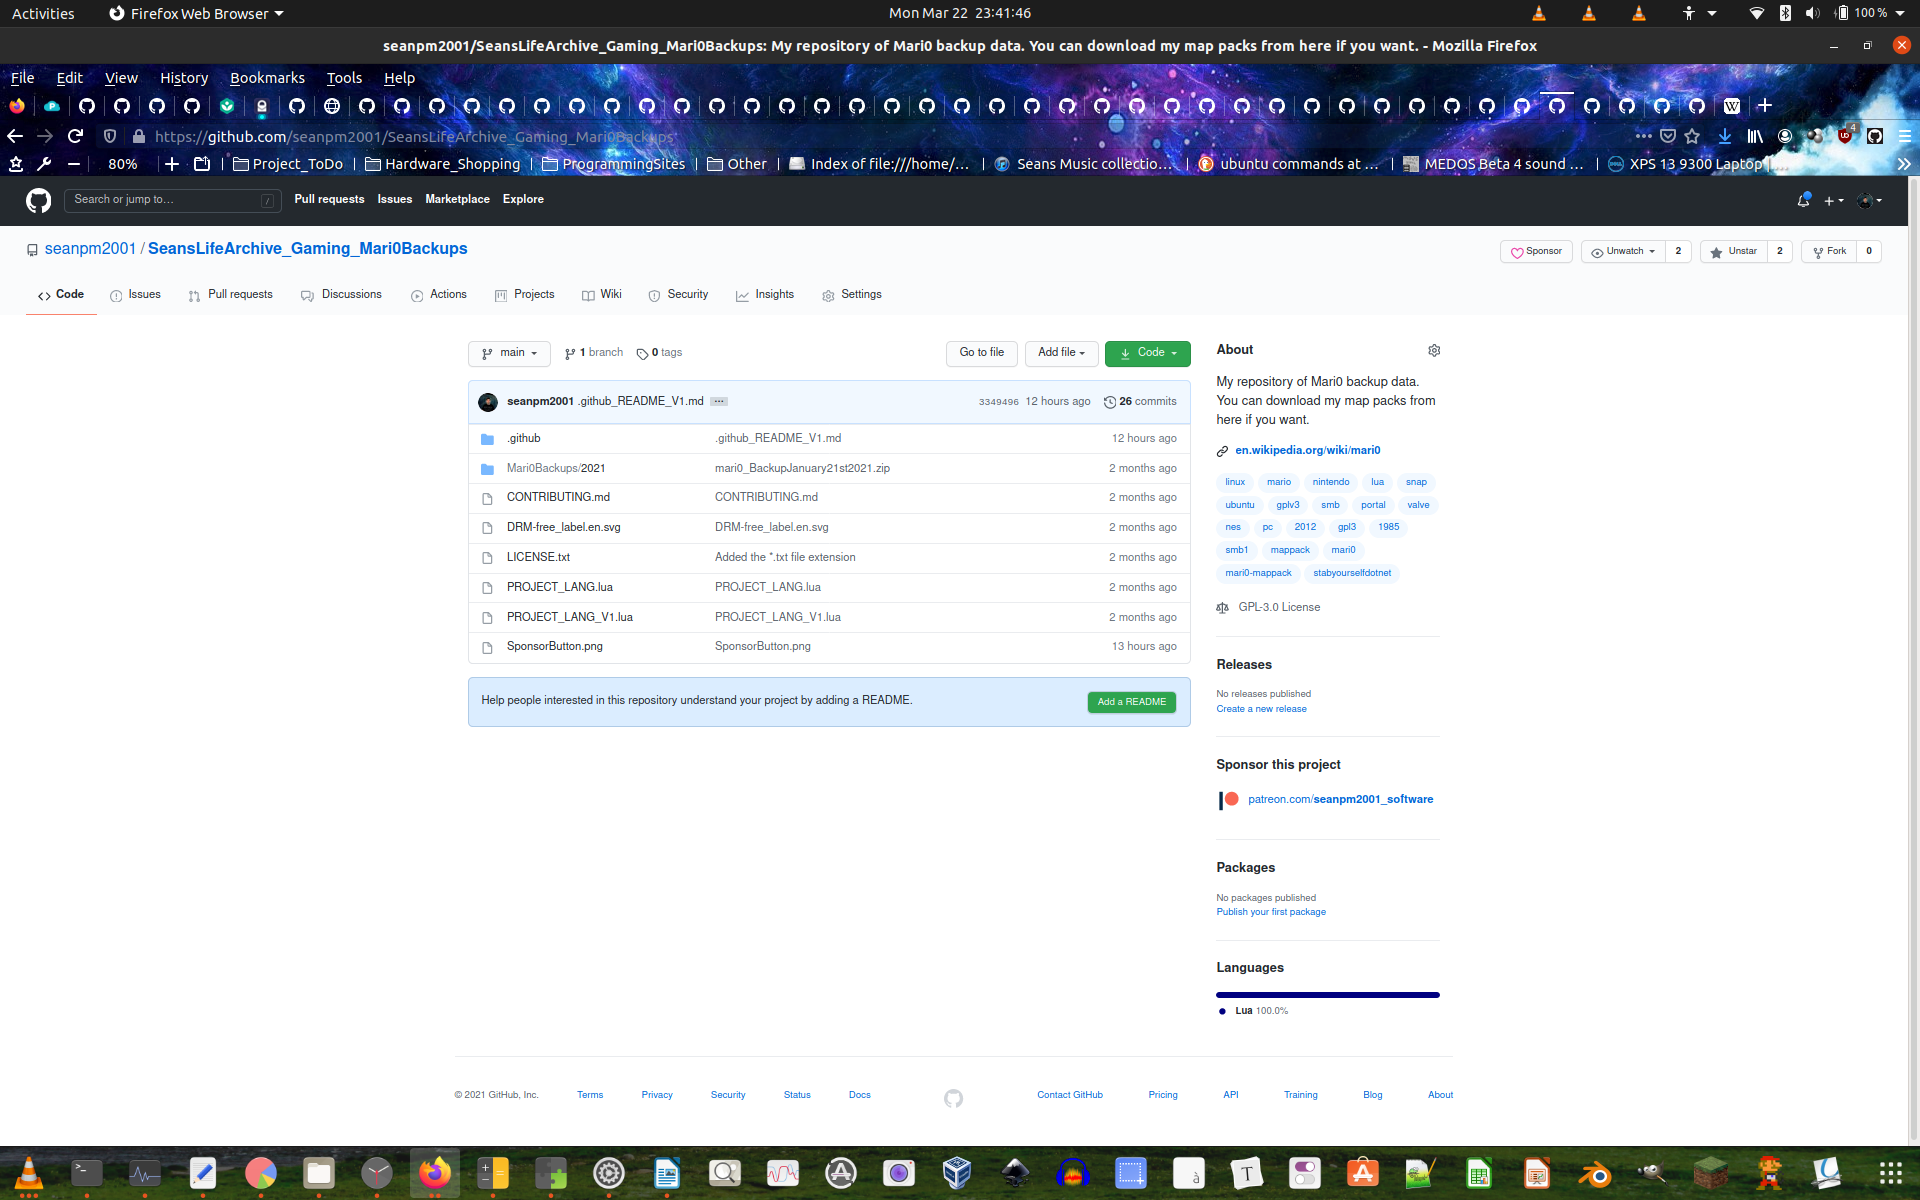 Activities
Firefox Web Browser
Mon Mar 22 23:41:46
100 %
seanpm2001/SeansLifeArchive_Gaming_Mari0Backups: My repository of Mari0 backup data. You can download my map packs from here if you want. - Mozilla Firefox
File Edit View History Bookmarks Tools Help
https://github.com/seanpm2001/SeansLifeArchive_Gaming_Mari0Backups
4
80%
Project_ToDo
Hardware_Shopping
ProgrammingSites
Other
Index of file:///home/...
Seans Music collectio...
ubuntu commands at ...
MEDOS Beta 4 sound ...
XPS 13 9300 Laptop
Search or jump to...
/
Pull requests Issues Marketplace Explore
seanpm2001 / SeansLifeArchive_Gaming_Mari0Backups
Sponsor
Unwatch 2
Unstar 2
Fork 0
Code
Issues
Pull requests
Discussions
Actions
Projects
Wiki
Security
Insights
Settings
main
1 branch
0 tags
Go to file
Add file
Code
seanpm2001 .github_README_V1.md ...
3349496 12 hours ago
26 commits
.github .github_README_V1.md 12 hours ago
Mari0Backups/2021 mari0_BackupJanuary21st2021.zip 2 months ago
CONTRIBUTING.md CONTRIBUTING.md 2 months ago
DRM-free_label.en.svg DRM-free_label.en.svg 2 months ago
LICENSE.txt Added the *.txt file extension 2 months ago
PROJECT_LANG.lua PROJECT_LANG.lua 2 months ago
PROJECT_LANG_V1.lua PROJECT_LANG_V1.lua 2 months ago
SponsorButton.png SponsorButton.png 13 hours ago
Help people interested in this repository understand your project by adding a README.
Add a README
About
My repository of Mari0 backup data.
You can download my map packs from
here if you want.
en.wikipedia.org/wiki/mari0
linux mario nintendo lua snap
ubuntu gplv3 smb portal valve
nes pc 2012 gpl3 1985
smb1 mappack mari0
mari0-mappack stabyourselfdotnet
GPL-3.0 License
Releases
No releases published
Create a new release
Sponsor this project
patreon.com/seanpm2001_software
Packages
No packages published
Publish your first package
Languages
Lua 100.0%
© 2021 GitHub, Inc.
Terms
Privacy
Security
Status
Docs
Contact GitHub
Pricing
API
Training
Blog
About